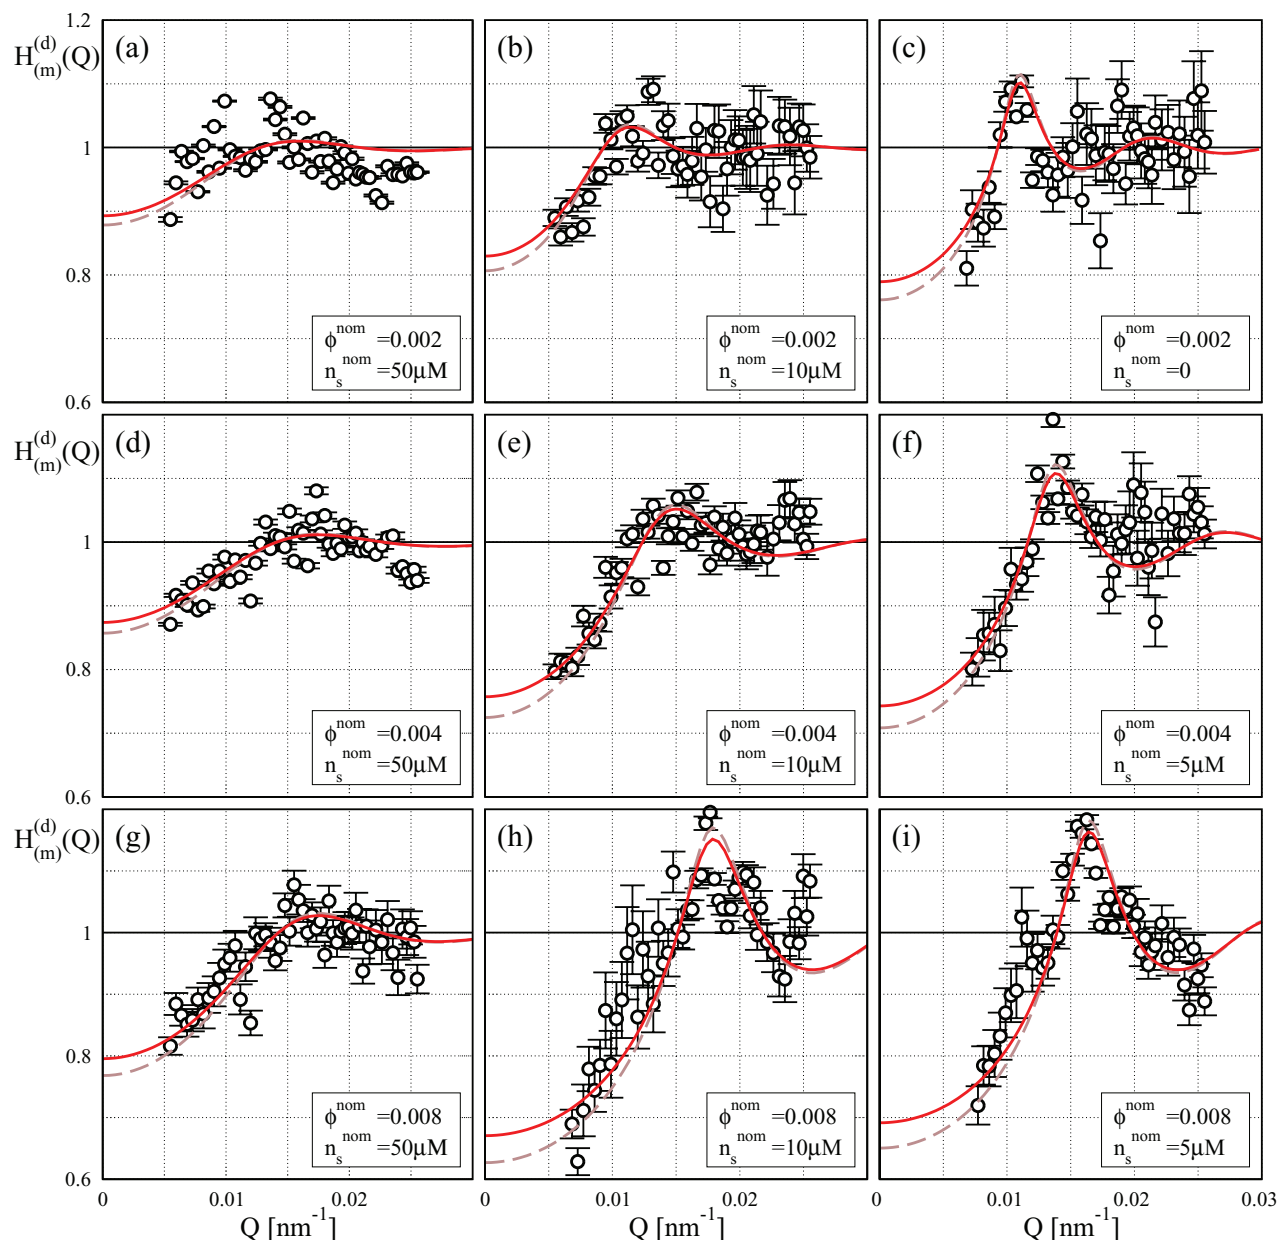 1.2
H(m)(d)(Q)
(a)
(b)
(c)
1
0.8
0.6
ϕnom =0.002
nsnom =50μM
ϕnom =0.002
nsnom =10μM
ϕnom =0.002
nsnom =0
H(m)(d)(Q)
(d)
(e)
(f)
1
0.8
0.6
ϕnom =0.004
nsnom =50μM
ϕnom =0.004
nsnom =10μM
ϕnom =0.004
nsnom =5μM
H(m)(d)(Q)
(g)
(h)
(i)
1
0.8
0.6
ϕnom =0.008
nsnom =50μM
ϕnom =0.008
nsnom =10μM
ϕnom =0.008
nsnom =5μM
0 0.01 0.02
0 0.01 0.02
0 0.01 0.02 0.03
Q [nm-1]
Q [nm-1]
Q [nm-1]